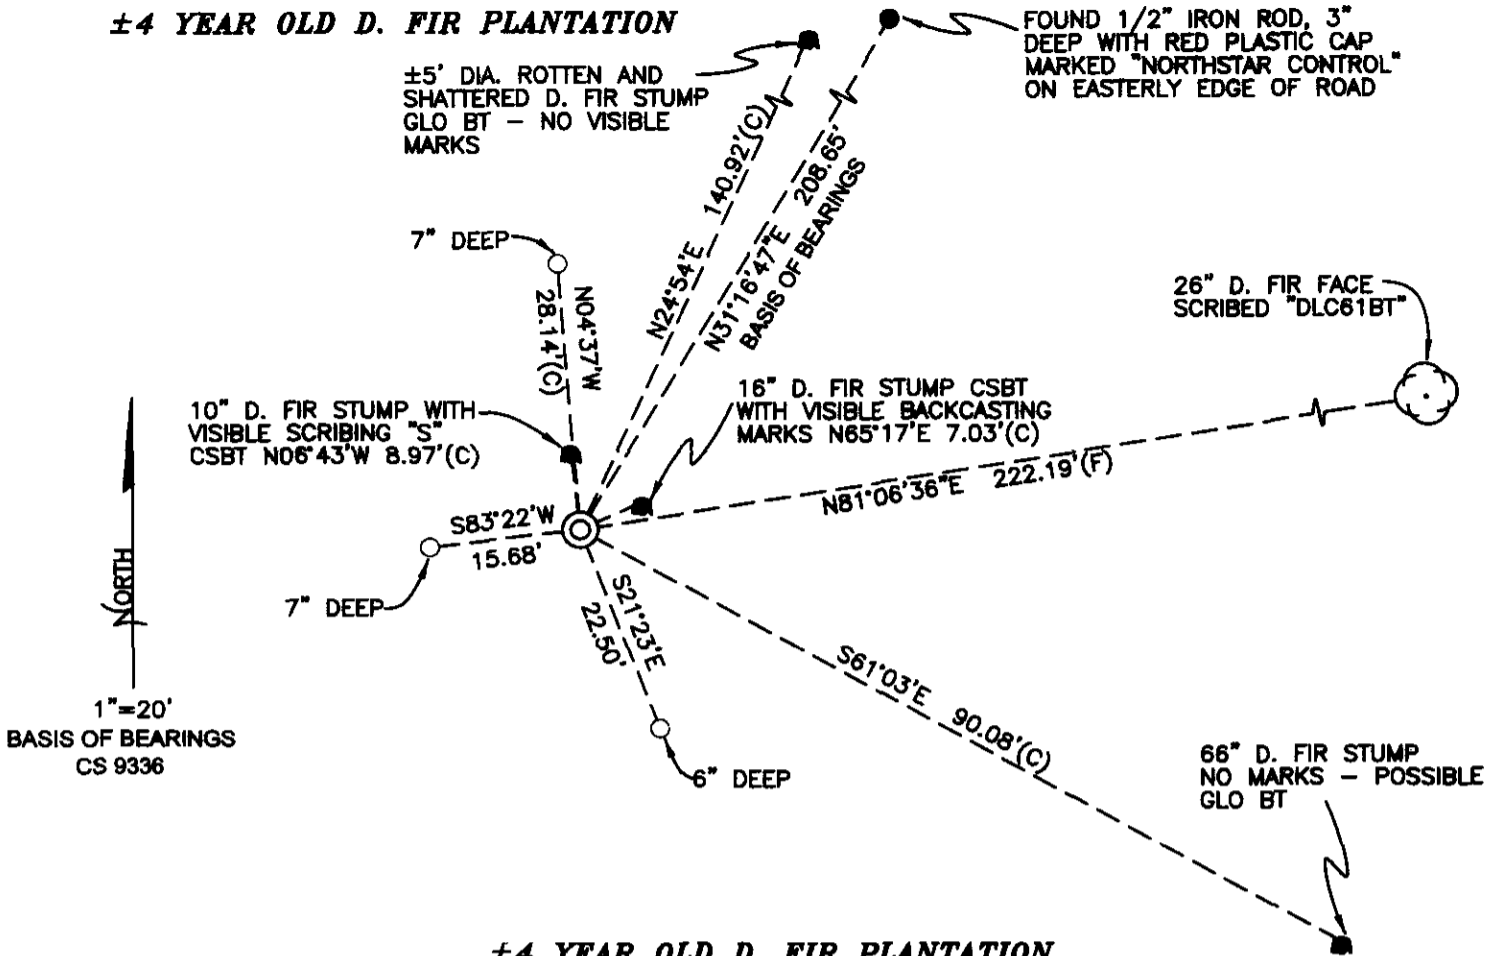 ±4 YEAR OLD D. FIR PLANTATION
±5' DIA. ROTTEN AND
SHATTERED D. FIR STUMP
GLO BT – NO VISIBLE
MARKS
FOUND 1/2" IRON ROD, 3"
DEEP WITH RED PLASTIC CAP
MARKED "NORTHSTAR CONTROL"
ON EASTERLY EDGE OF ROAD
N24°54'E 140.92'(C)
N31°16'47"E 208.65'
BASIS OF BEARINGS
7" DEEP
N04°37'W
28.14'(C)
26" D. FIR FACE
SCRIBED "DLC61BT"
10" D. FIR STUMP WITH
VISIBLE SCRIBING "S"
CSBT N06°43'W 8.97'(C)
16" D. FIR STUMP CSBT
WITH VISIBLE BACKCASTING
MARKS N65°17'E 7.03'(C)
N81°06'36"E 222.19'(F)
S83°22'W
15.68'
7" DEEP
S21°23'E
22.50'
6" DEEP
S61°03'E 90.08'(C)
66" D. FIR STUMP
NO MARKS – POSSIBLE
GLO BT
NORTH
1"=20'
BASIS OF BEARINGS
CS 9336
±4 YEAR OLD D. FIR PLANTATION